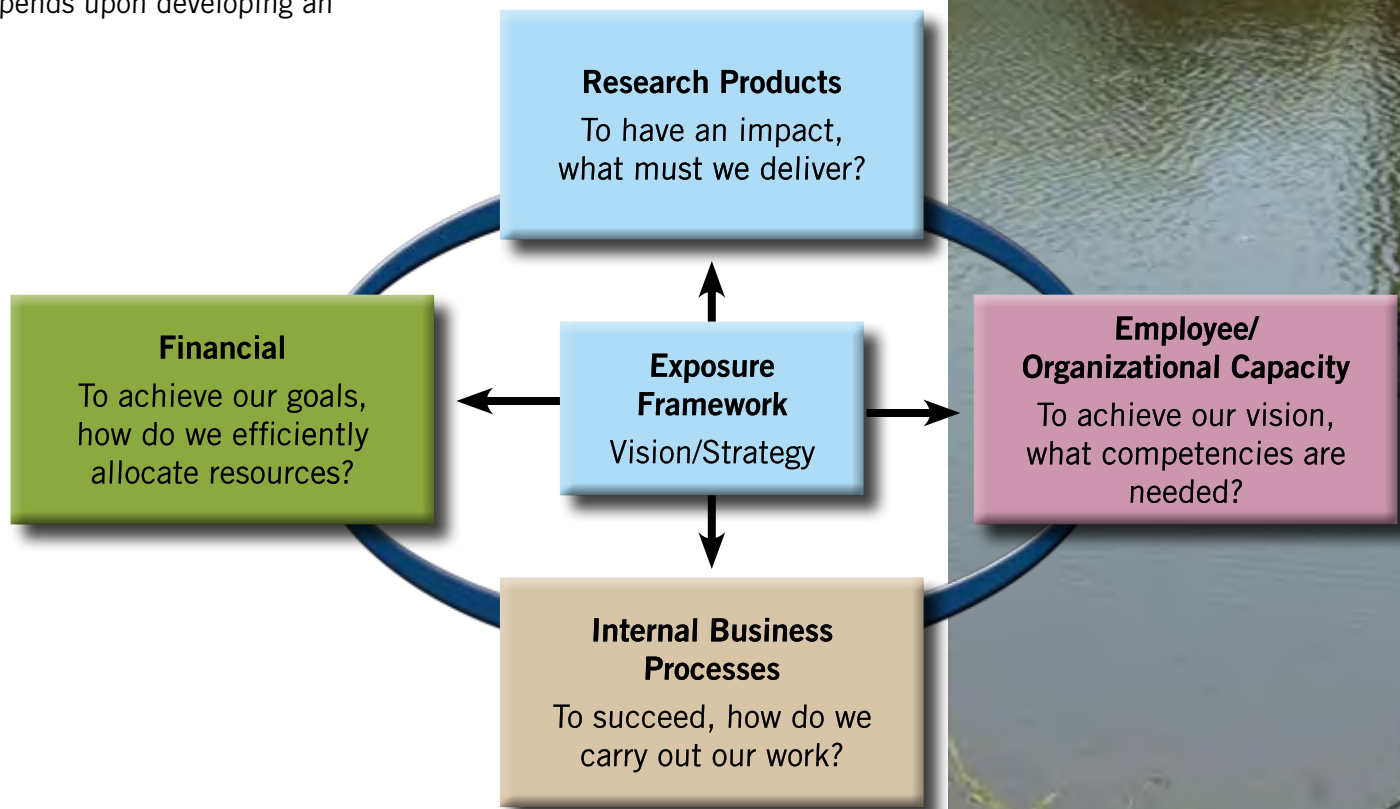 pends upon developing an
Research Products
To have an impact,
what must we deliver?
Financial
To achieve our goals,
how do we efficiently
allocate resources?
Exposure
Framework
Vision/Strategy
Employee/
Organizational Capacity
To achieve our vision,
what competencies are
needed?
Internal Business
Processes
To succeed, how do we
carry out our work?